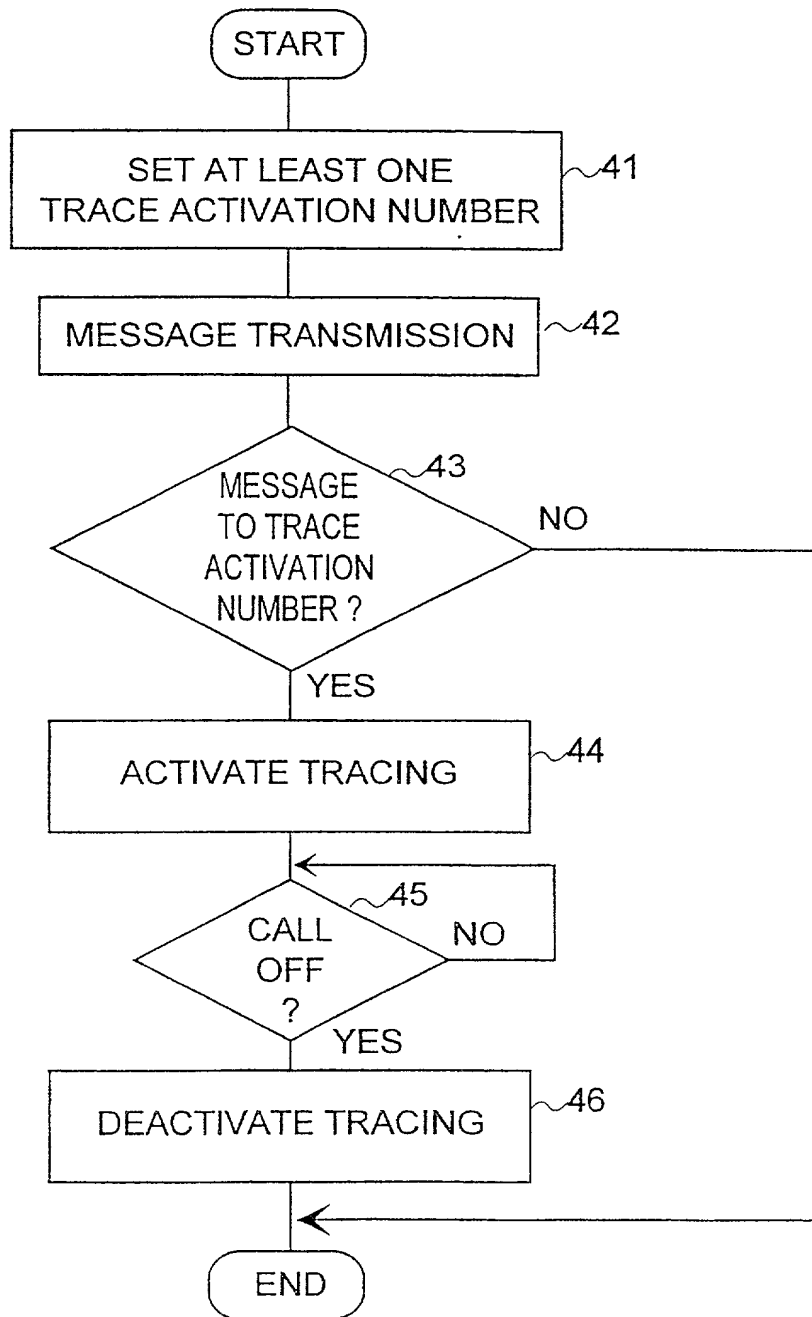 START
SET AT LEAST ONE
TRACE ACTIVATION NUMBER
41
MESSAGE TRANSMISSION
42
43
MESSAGE
TO TRACE
ACTIVATION
NUMBER ?
NO
YES
ACTIVATE TRACING
44
45
CALL
OFF
?
NO
YES
DEACTIVATE TRACING
46
END